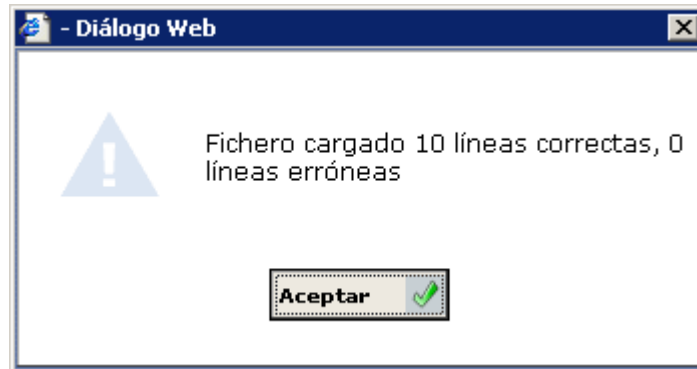 - Diálogo Web
Fichero cargado 10 líneas correctas, 0
líneas erróneas
Aceptar